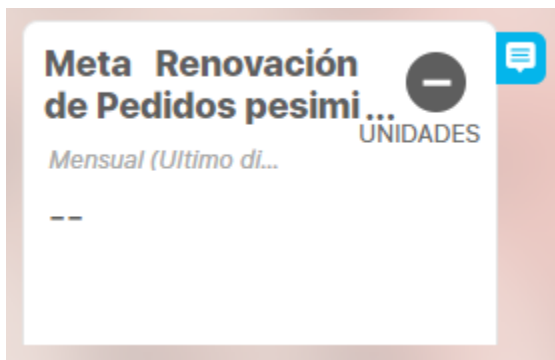 Meta Renovación
de Pedidos pesimi...
UNIDADES
Mensual (Ultimo di...
--